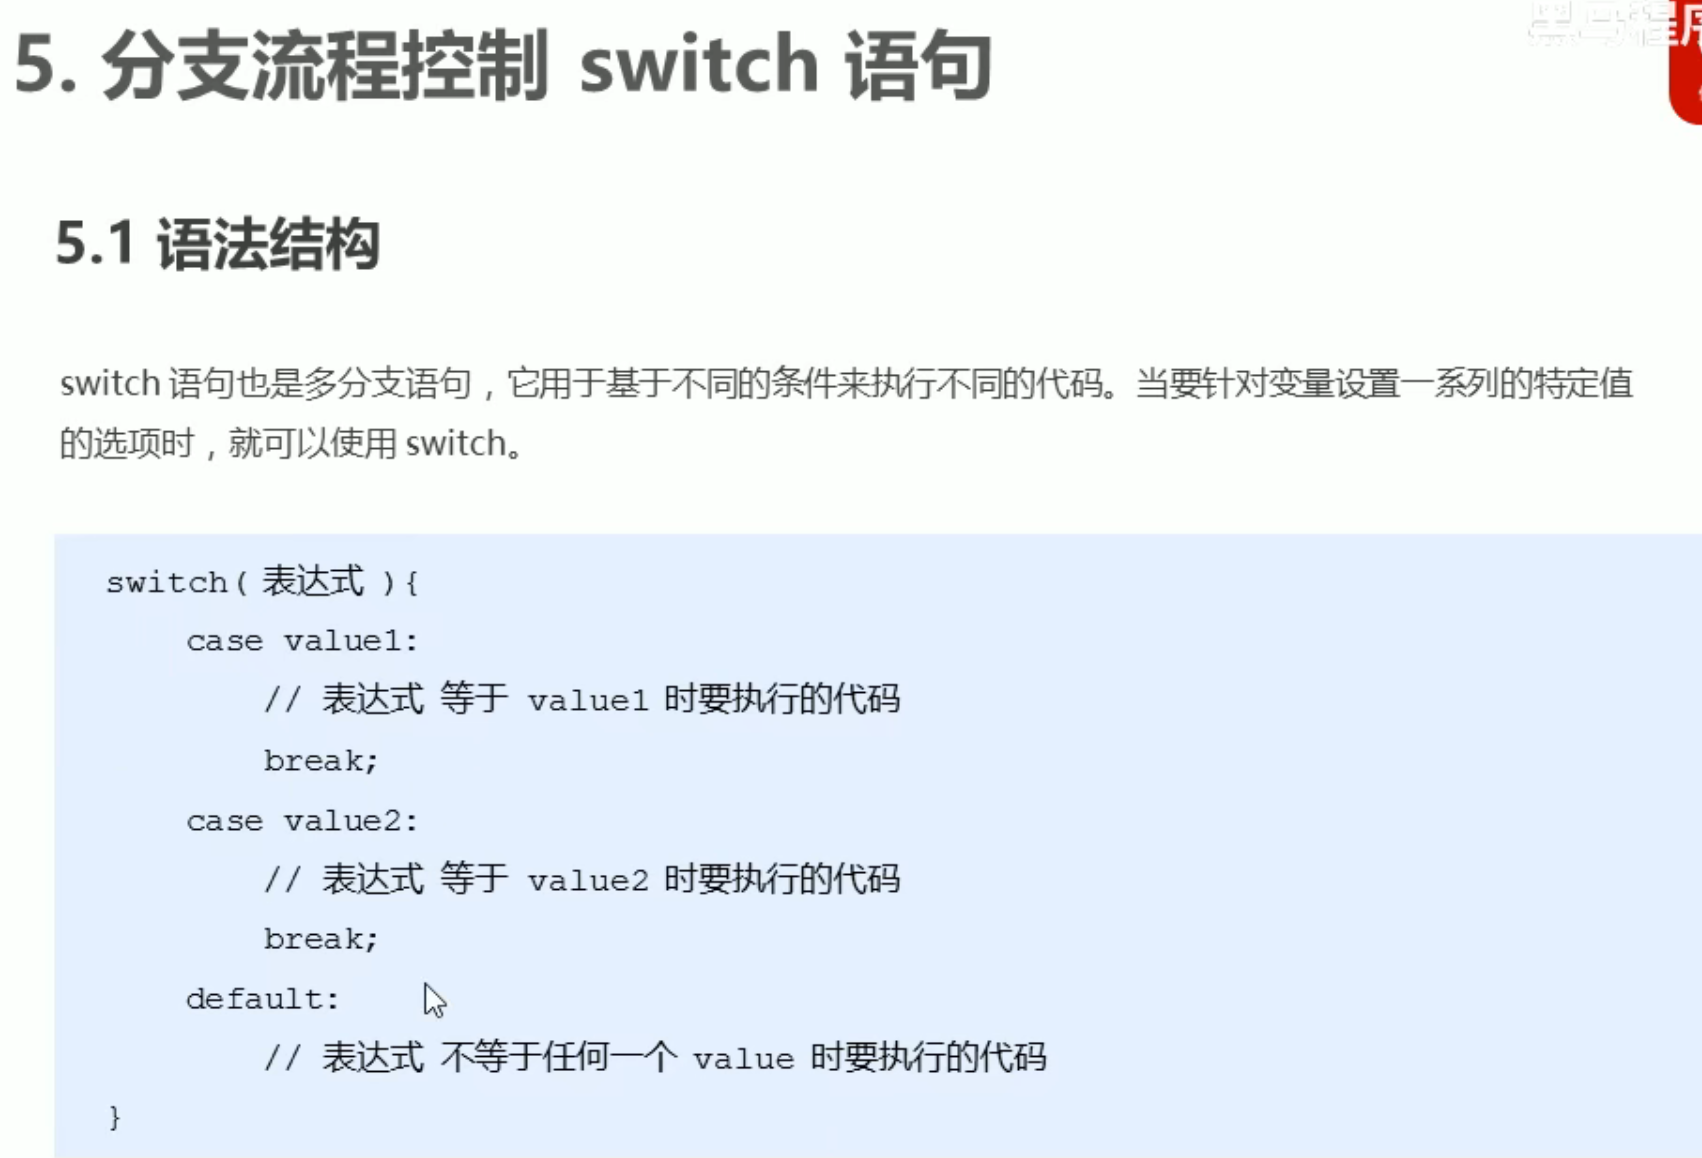 黑马程序
5. 分支流程控制 switch 语句
5.1 语法结构
switch 语句也是多分支语句，它用于基于不同的条件来执行不同的代码。当要针对变量设置一系列的特定值
的选项时，就可以使用 switch。
switch( 表达式 ){
case value1:
// 表达式 等于 value1 时要执行的代码
break;
case value2:
// 表达式 等于 value2 时要执行的代码
break;
default:
// 表达式 不等于任何一个 value 时要执行的代码
}